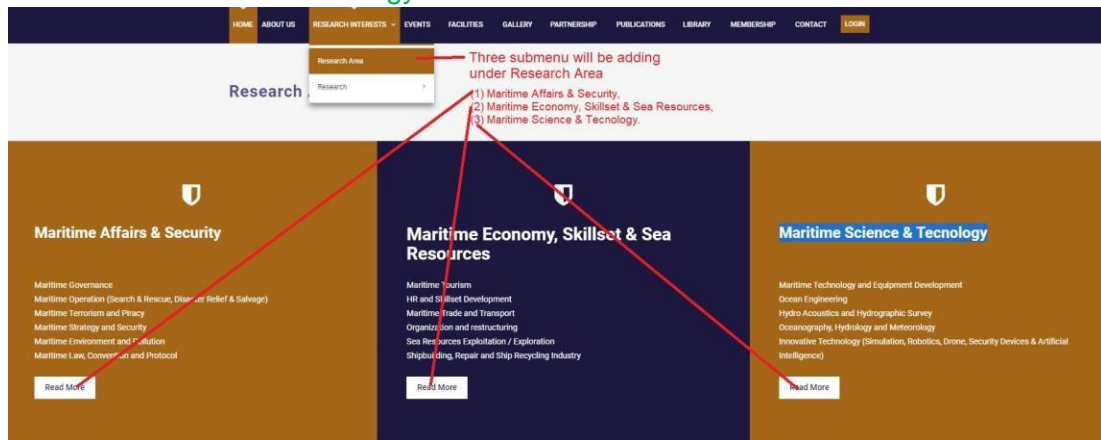 HOME ABOUT US RESEARCH INTERESTS EVENTS FACILITIES GALLERY PARTNERSHIP PUBLICATIONS LIBRARY MEMBERSHIP CONTACT LOGIN
Research Area
Research
Research
Three submenu will be adding
under Research Area
(1) Maritime Affairs & Security,
(2) Maritime Economy, Skillset & Sea Resources,
(3) Maritime Science & Tecnology.
Maritime Affairs & Security
Maritime Governance
Maritime Operation (Search & Rescue, Disaster Relief & Salvage)
Maritime Terrorism and Piracy
Maritime Strategy and Security
Maritime Environment and Pollution
Maritime Law, Convention and Protocol
Read More
Maritime Economy, Skillset & Sea
Resources
Maritime Tourism
HR and Skillset Development
Maritime Trade and Transport
Organization and restructuring
Sea Resources Exploitation / Exploration
Shipbuilding, Repair and Ship Recycling Industry
Read More
Maritime Science & Tecnology
Maritime Technology and Equipment Development
Ocean Engineering
Hydro Acoustics and Hydrographic Survey
Oceanography, Hydrology and Meteorology
Innovative Technology (Simulation, Robotics, Drone, Security Devices & Artificial
Intelligence)
Read More